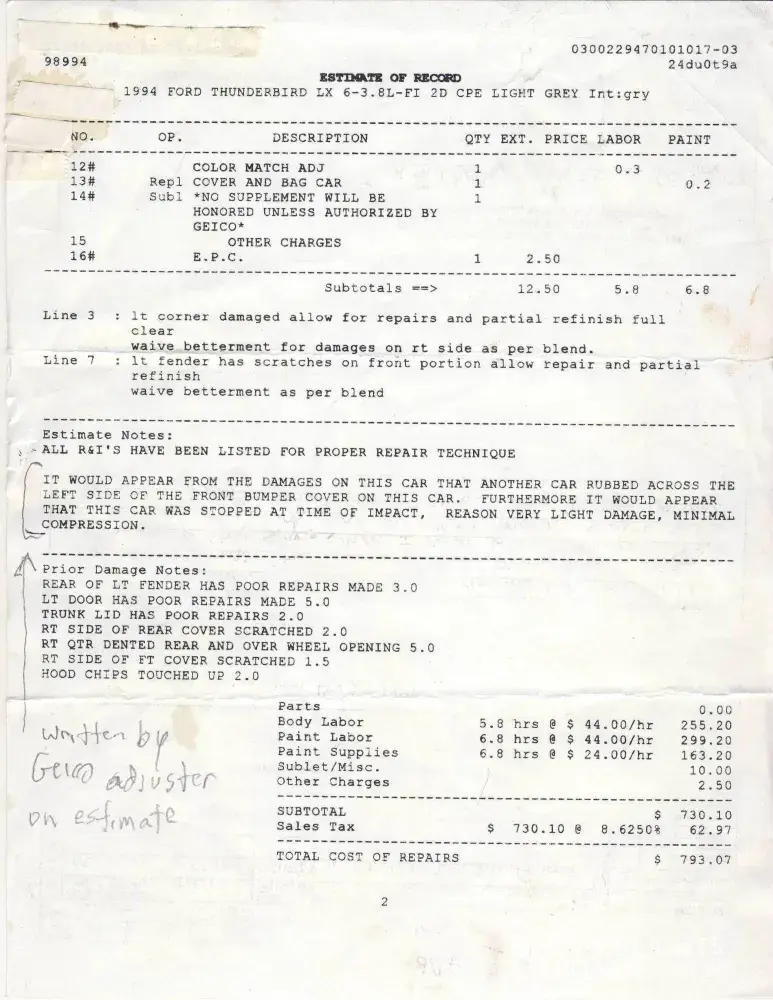 0300229470101017-03
98994
24du0t9a
ESTIMATE OF RECORD
1994 FORD THUNDERBIRD LX 6-3.8L-FI 2D CPE LIGHT GREY Int:gry
NO. OP. DESCRIPTION QTY EXT. PRICE LABOR PAINT
12# COLOR MATCH ADJ 1 0.3
13# Repl COVER AND BAG CAR 1 0.2
14# Subl *NO SUPPLEMENT WILL BE 1
HONORED UNLESS AUTHORIZED BY
GEICO*
15 OTHER CHARGES
16# E.P.C. 1 2.50
Subtotals ==> 12.50 5.8 6.8
Line 3 : lt corner damaged allow for repairs and partial refinish full
clear
waive betterment for damages on rt side as per blend.
Line 7 : lt fender has scratches on front portion allow repair and partial
refinish
waive betterment as per blend
Estimate Notes:
ALL R&I'S HAVE BEEN LISTED FOR PROPER REPAIR TECHNIQUE
IT WOULD APPEAR FROM THE DAMAGES ON THIS CAR THAT ANOTHER CAR RUBBED ACROSS THE
LEFT SIDE OF THE FRONT BUMPER COVER ON THIS CAR. FURTHERMORE IT WOULD APPEAR
THAT THIS CAR WAS STOPPED AT TIME OF IMPACT, REASON VERY LIGHT DAMAGE, MINIMAL
COMPRESSION.
Prior Damage Notes:
REAR OF LT FENDER HAS POOR REPAIRS MADE 3.0
LT DOOR HAS POOR REPAIRS MADE 5.0
TRUNK LID HAS POOR REPAIRS 2.0
RT SIDE OF REAR COVER SCRATCHED 2.0
RT QTR DENTED REAR AND OVER WHEEL OPENING 5.0
RT SIDE OF FT COVER SCRATCHED 1.5
HOOD CHIPS TOUCHED UP 2.0
Parts 0.00
Body Labor 5.8 hrs @ $ 44.00/hr 255.20
Paint Labor 6.8 hrs @ $ 44.00/hr 299.20
Paint Supplies 6.8 hrs @ $ 24.00/hr 163.20
Sublet/Misc. 10.00
Other Charges 2.50
SUBTOTAL $ 730.10
Sales Tax $ 730.10 @ 8.6250% 62.97
TOTAL COST OF REPAIRS $ 793.07
written by
Geico adjuster
on estimate
2